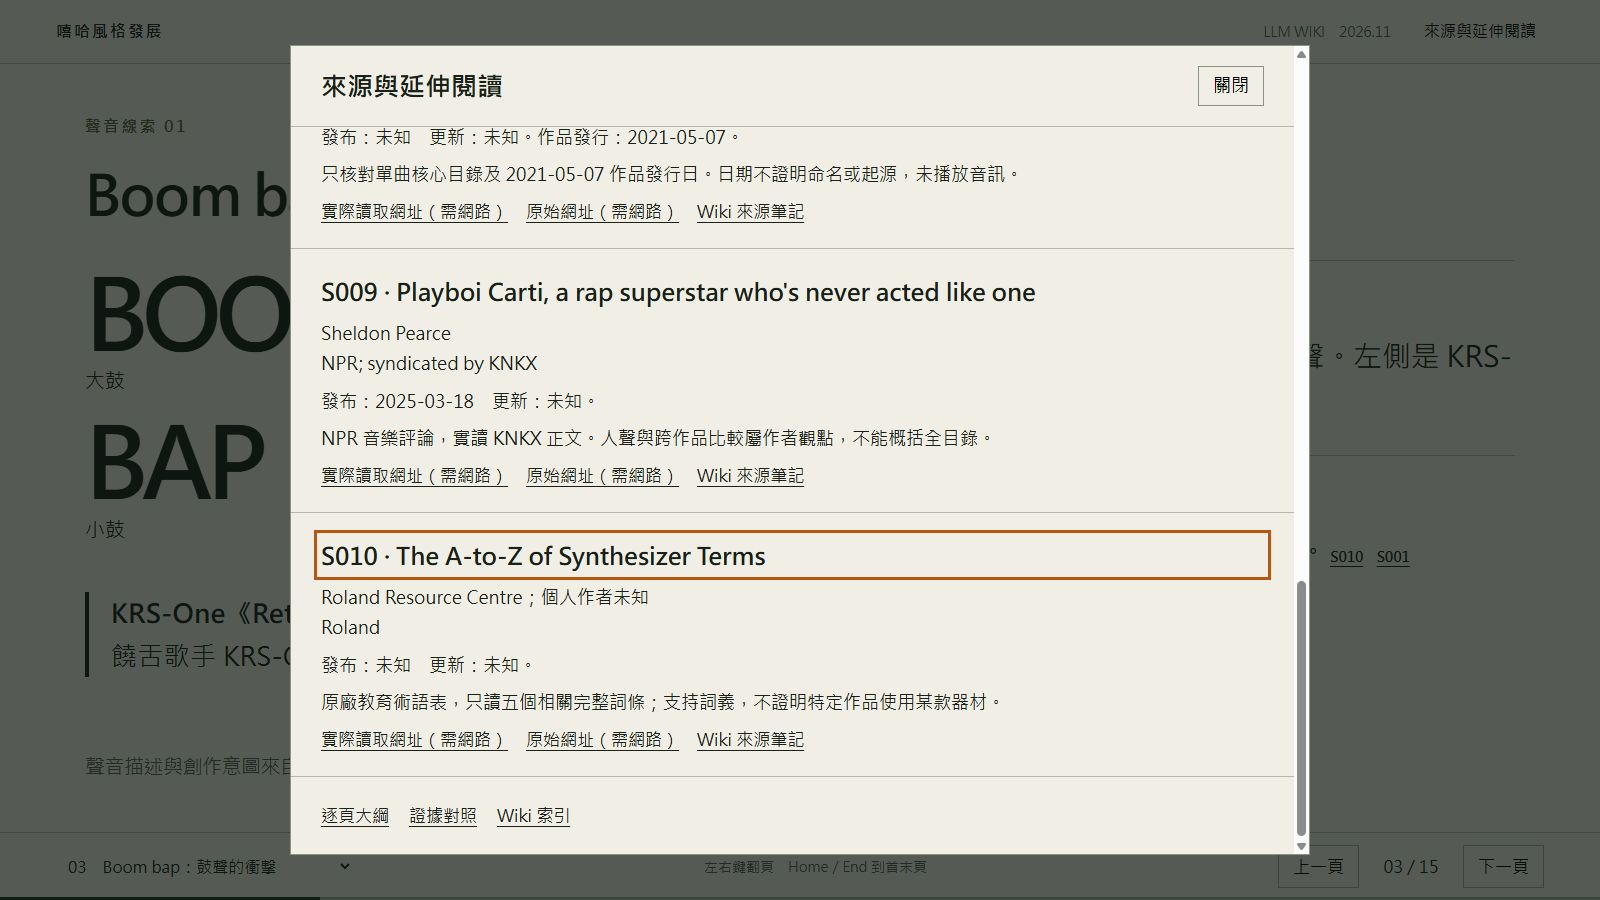 嘻哈風格發展
LLM WIKI 2026.11 來源與延伸閱讀
聲音線索 01
Boom b
BOO
大鼓
BAP
小鼓
KRS-One《Ret
饒舌歌手 KRS-O
聲音描述與創作意圖來自
來源與延伸閱讀
關閉
發布：未知 更新：未知。作品發行：2021-05-07。
只核對單曲核心目錄及 2021-05-07 作品發行日。日期不證明命名或起源，未播放音訊。
實際讀取網址（需網路） 原始網址（需網路） Wiki 來源筆記
S009 · Playboi Carti, a rap superstar who's never acted like one
Sheldon Pearce
NPR; syndicated by KNKX
發布：2025-03-18 更新：未知。
NPR 音樂評論，實讀 KNKX 正文。人聲與跨作品比較屬作者觀點，不能概括全目錄。
實際讀取網址（需網路） 原始網址（需網路） Wiki 來源筆記
S010 · The A-to-Z of Synthesizer Terms
Roland Resource Centre；個人作者未知
Roland
發布：未知 更新：未知。
原廠教育術語表，只讀五個相關完整詞條；支持詞義，不證明特定作品使用某款器材。
實際讀取網址（需網路） 原始網址（需網路） Wiki 來源筆記
逐頁大綱 證據對照 Wiki 索引
聲。左側是 KRS-
。 S010 S001
03 Boom bap：鼓聲的衝擊
左右鍵翻頁 Home / End 到首末頁
上一頁 03 / 15 下一頁